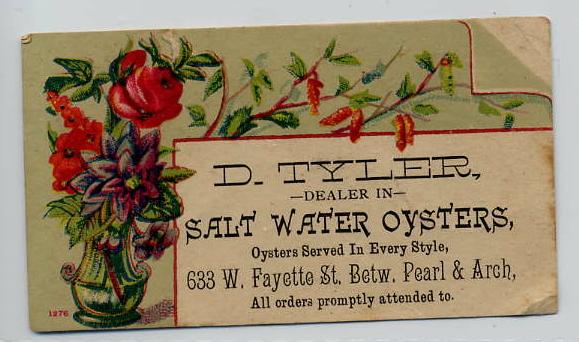 D. TYLER,
—DEALER IN—
SALT WATER OYSTERS,
Oysters Served In Every Style,
633 W. Fayette St. Betw. Pearl & Arch,
All orders promptly attended to.
1276